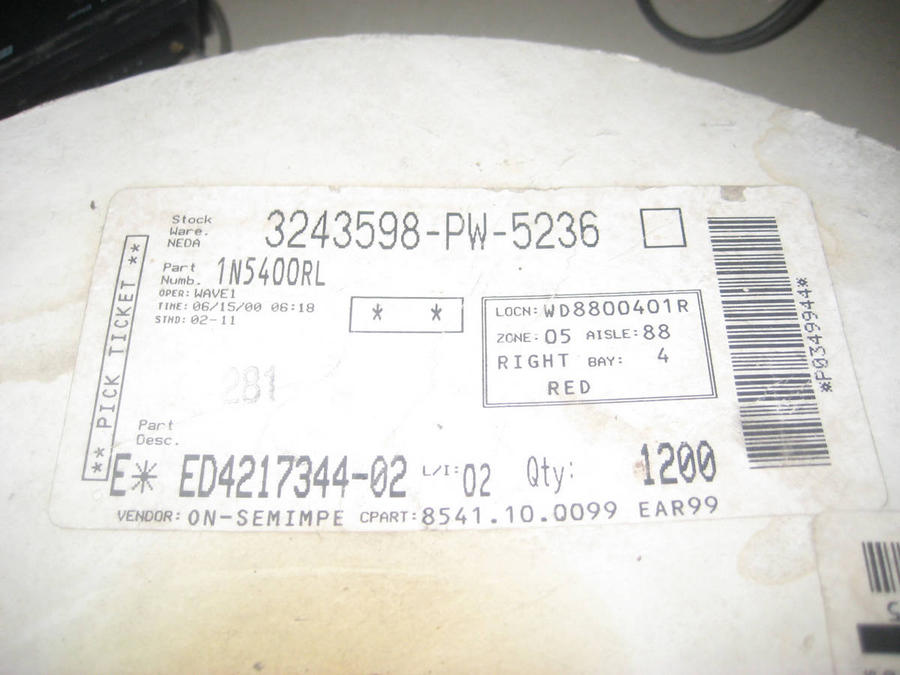 ** PICK TICKET **
Stock
Ware.
NEDA
3243598-PW-5236
Part
Numb. 1N5400RL
OPER: WAVE1
TIME: 06/15/00 06:18
STND: 02-11
* *
LOCN: WD8800401R
ZONE: 05 AISLE: 88
RIGHT BAY: 4
RED
281
Part
Desc.
E* ED4217344-02 L/I: 02 Qty: 1200
VENDOR: ON-SEMIMPE CPART: 8541.10.0099 EAR99
*P0349944*